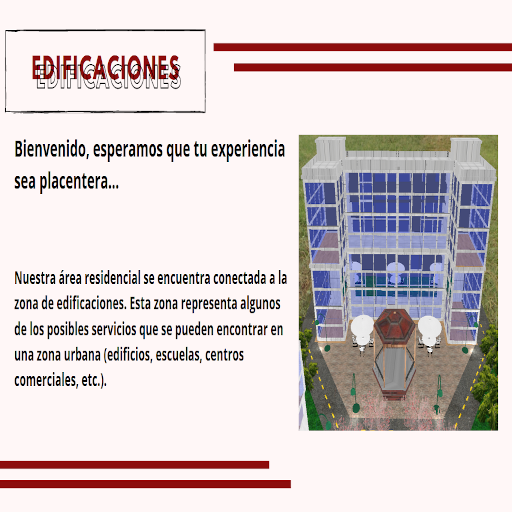 EDIFICACIONES
Bienvenido, esperamos que tu experiencia
sea placentera...
Nuestra área residencial se encuentra conectada a la
zona de edificaciones. Esta zona representa algunos
de los posibles servicios que se pueden encontrar en
una zona urbana (edificios, escuelas, centros
comerciales, etc.).